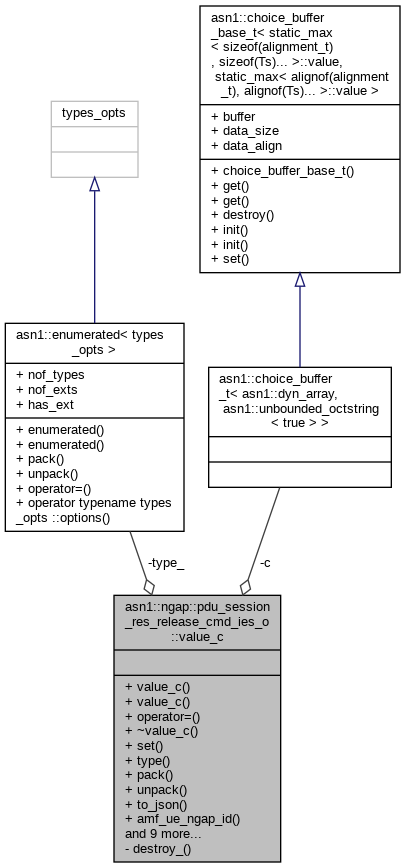 asn1::choice_buffer
_base_t< static_max
< sizeof(alignment_t)
, sizeof(Ts)... >::value,
static_max< alignof(alignment
_t), alignof(Ts)... >::value >
+ buffer
+ data_size
+ data_align
+ choice_buffer_base_t()
+ get()
+ get()
+ destroy()
+ init()
+ init()
+ set()
types_opts
asn1::enumerated< types
_opts >
+ nof_types
+ nof_exts
+ has_ext
+ enumerated()
+ enumerated()
+ pack()
+ unpack()
+ operator=()
+ operator typename types
_opts ::options()
asn1::choice_buffer
_t< asn1::dyn_array,
asn1::unbounded_octstring
< true > >
-type_
-c
asn1::ngap::pdu_session
_res_release_cmd_ies_o
::value_c
+ value_c()
+ value_c()
+ operator=()
+ ~value_c()
+ set()
+ type()
+ pack()
+ unpack()
+ to_json()
+ amf_ue_ngap_id()
and 9 more...
- destroy_()